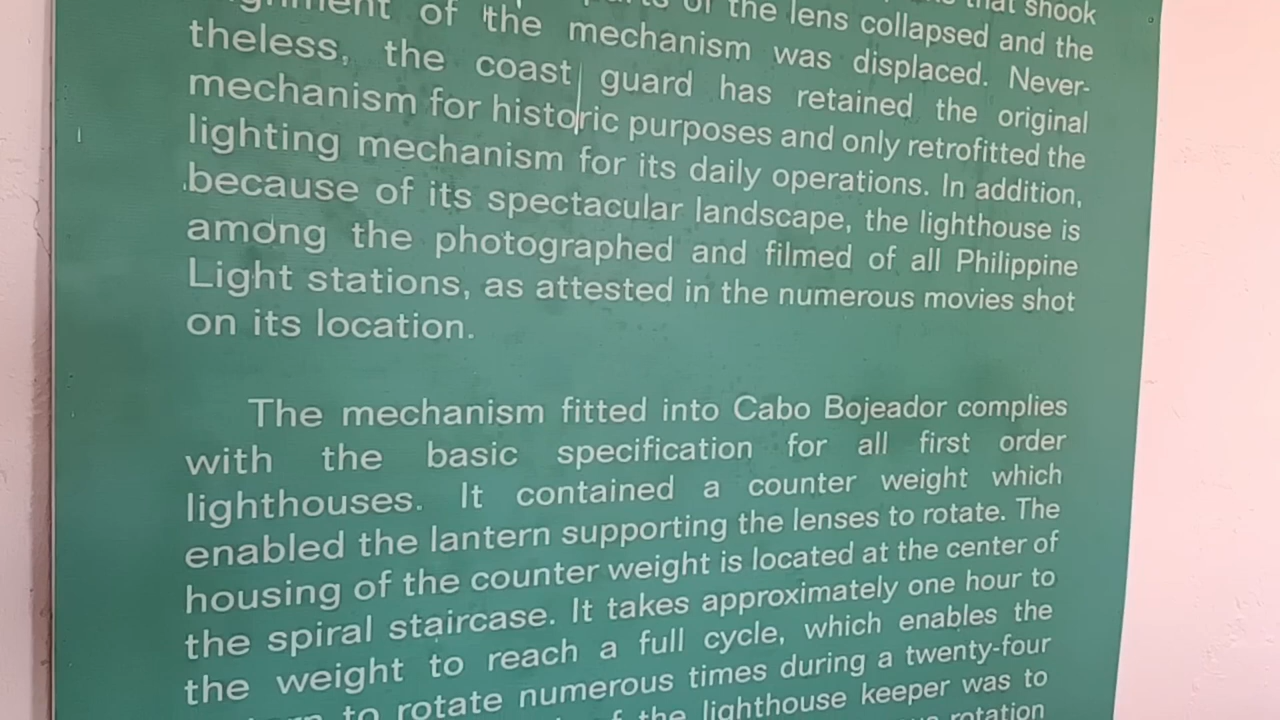 that shook
of the lens collapsed and the
of the mechanism was displaced. Never-
theless, the coast guard has retained the original
mechanism for historic purposes and only retrofitted the
lighting mechanism for its daily operations. In addition,
because of its spectacular landscape, the lighthouse is
among the photographed and filmed of all Philippine
Light stations, as attested in the numerous movies shot
on its location.
The mechanism fitted into Cabo Bojeador complies
with the basic specification for all first order
lighthouses. It contained a counter weight which
enabled the lantern supporting the lenses to rotate. The
housing of the counter weight is located at the center of
the spiral staircase. It takes approximately one hour to
the weight to reach a full cycle, which enables the
to rotate numerous times during a twenty-four
the lighthouse keeper was to
rotation